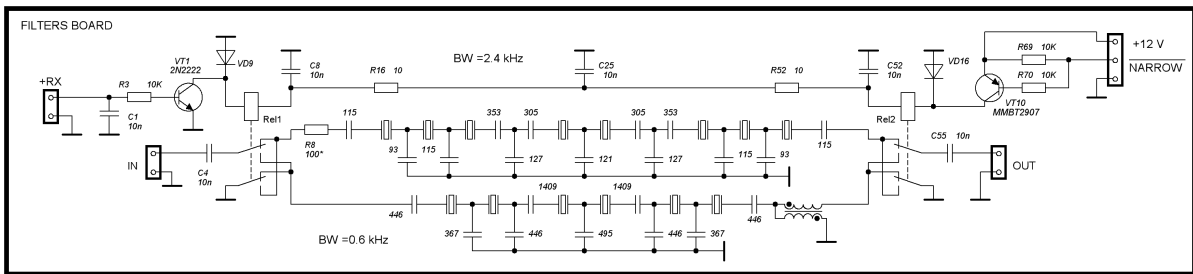 FILTERS BOARD
+RX
R3 10K
C1
10n
VT1
2N2222
VD9
C8
10n
R16 10
BW =2.4 kHz
C25
10n
R52 10
C52
10n
VD16
R69 10K
R70 10K
VT10
MMBT2907
+12 V
NARROW
Rel1
Rel2
IN
C4
10n
R8
100*
115
353
305
305
353
115
93
115
127
121
127
115
93
C55 10n
OUT
446
1409
1409
446
367
446
495
446
367
BW =0.6 kHz